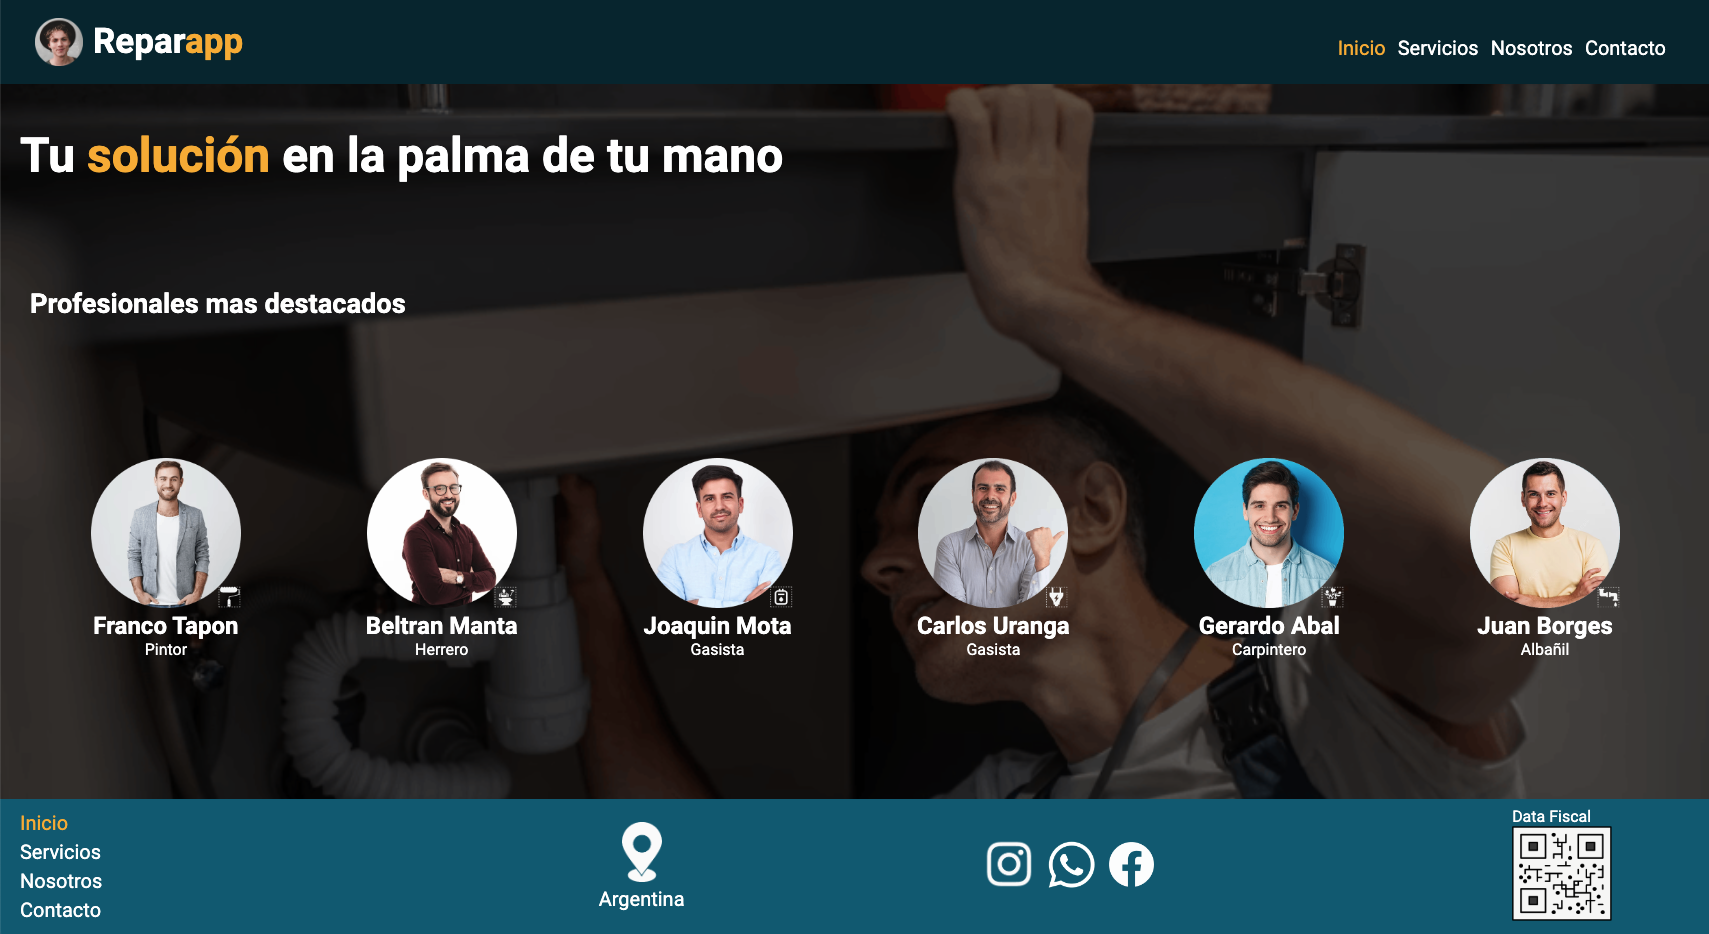 Reparapp
Inicio Servicios Nosotros Contacto
Tu solución en la palma de tu mano
Profesionales mas destacados
Franco Tapon
Pintor
Beltran Manta
Herrero
Joaquin Mota
Gasista
Carlos Uranga
Gasista
Gerardo Abal
Carpintero
Juan Borges
Albañil
Inicio
Servicios
Nosotros
Contacto
Argentina
Data Fiscal